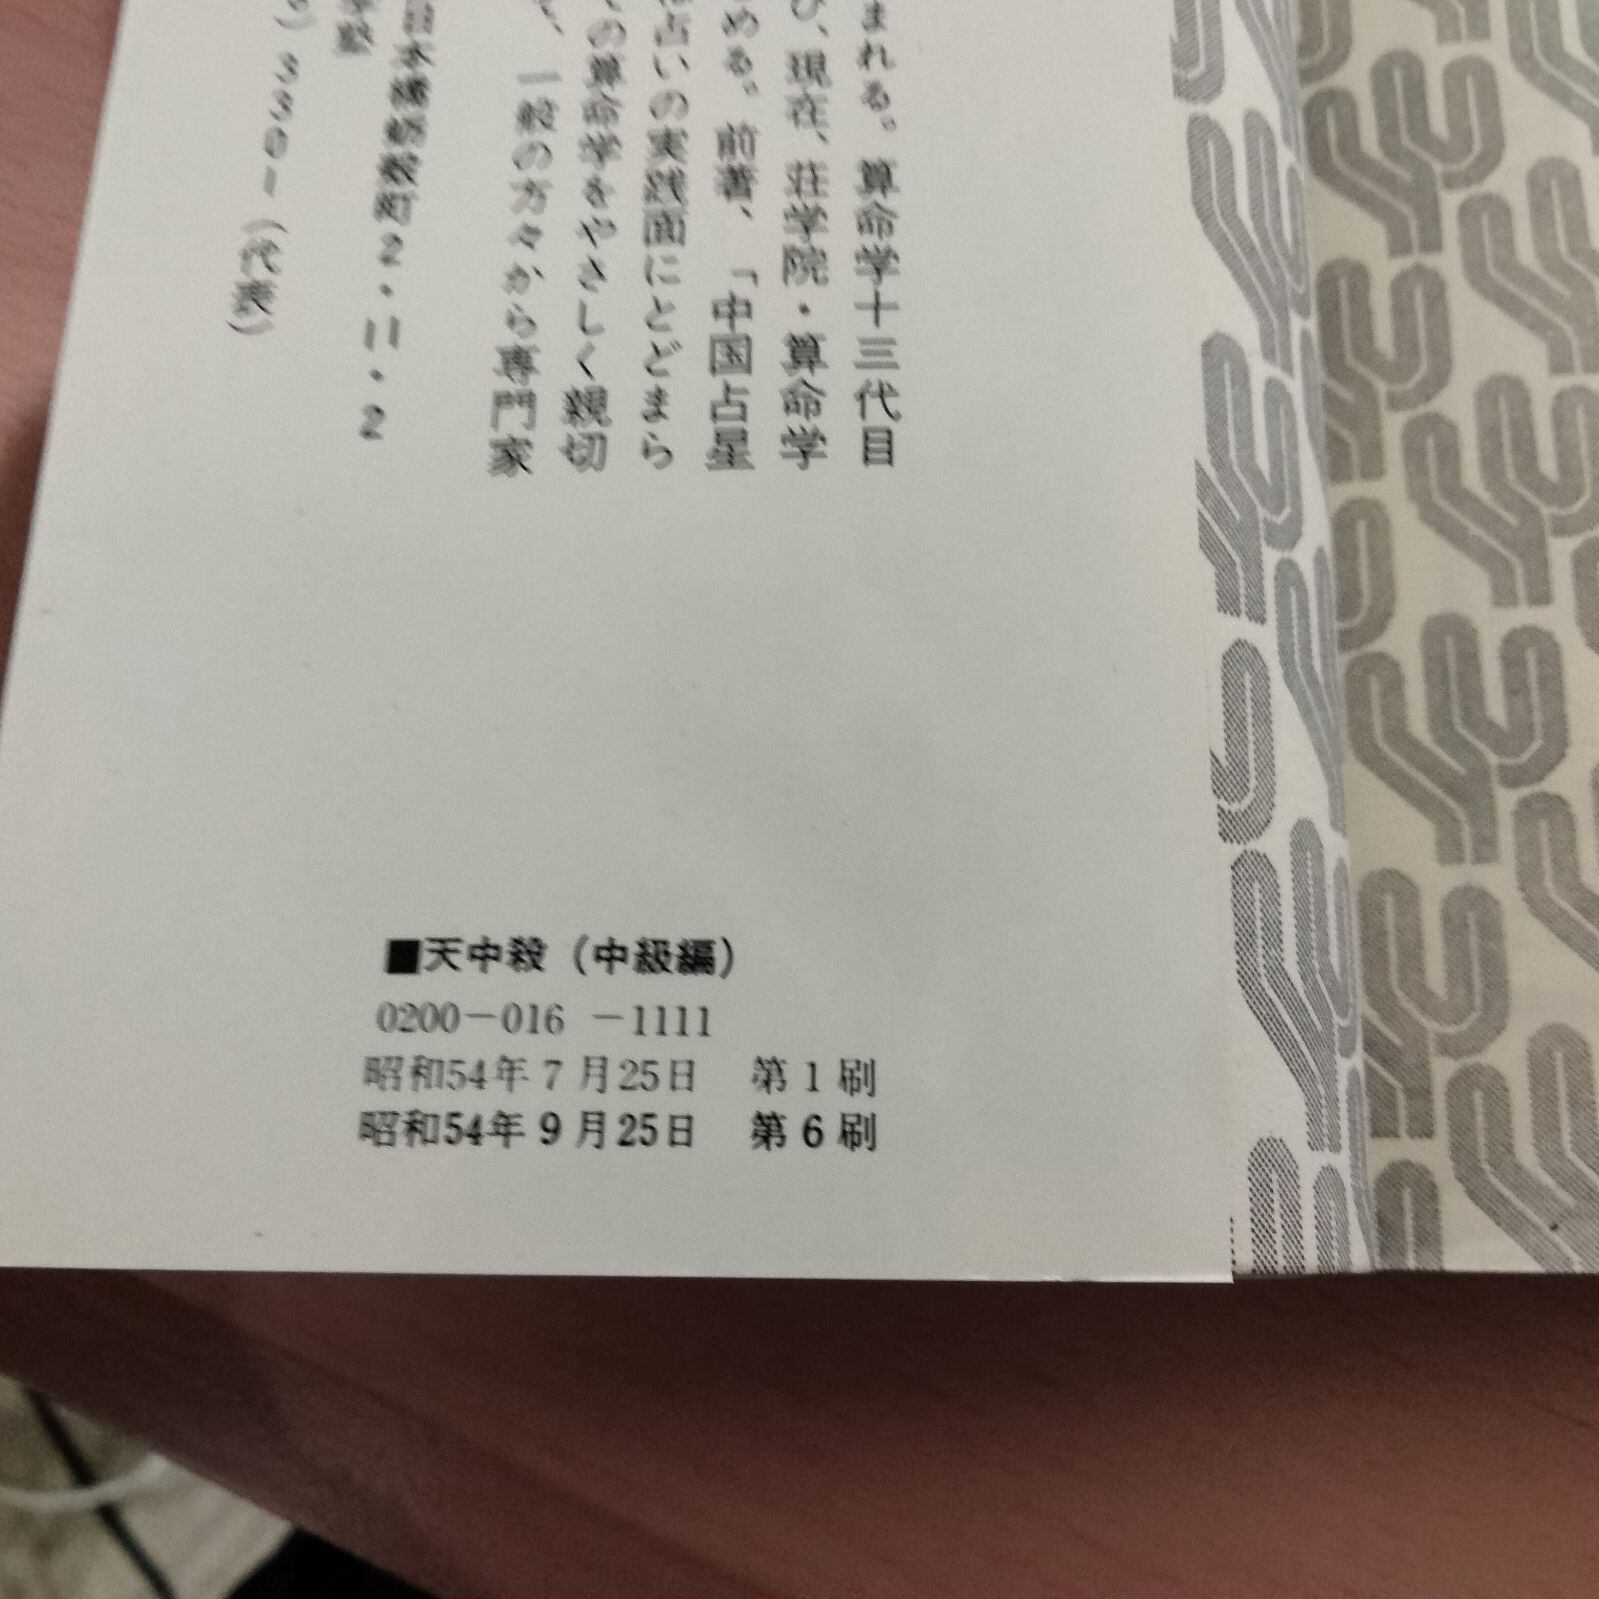 まれる。算命学十三代目
、現在、荘学院・算命学
める。前著、「中国占星
占いの実践面にとどまら
の算命学をやさしく親切
、一般の方々から専門家
日本橋蛎殻町2・11・2
3301(代表)
■天中殺(中級編)
0200-016 -1111
昭和54年7月25日 第1刷
昭和54年9月25日 第6刷